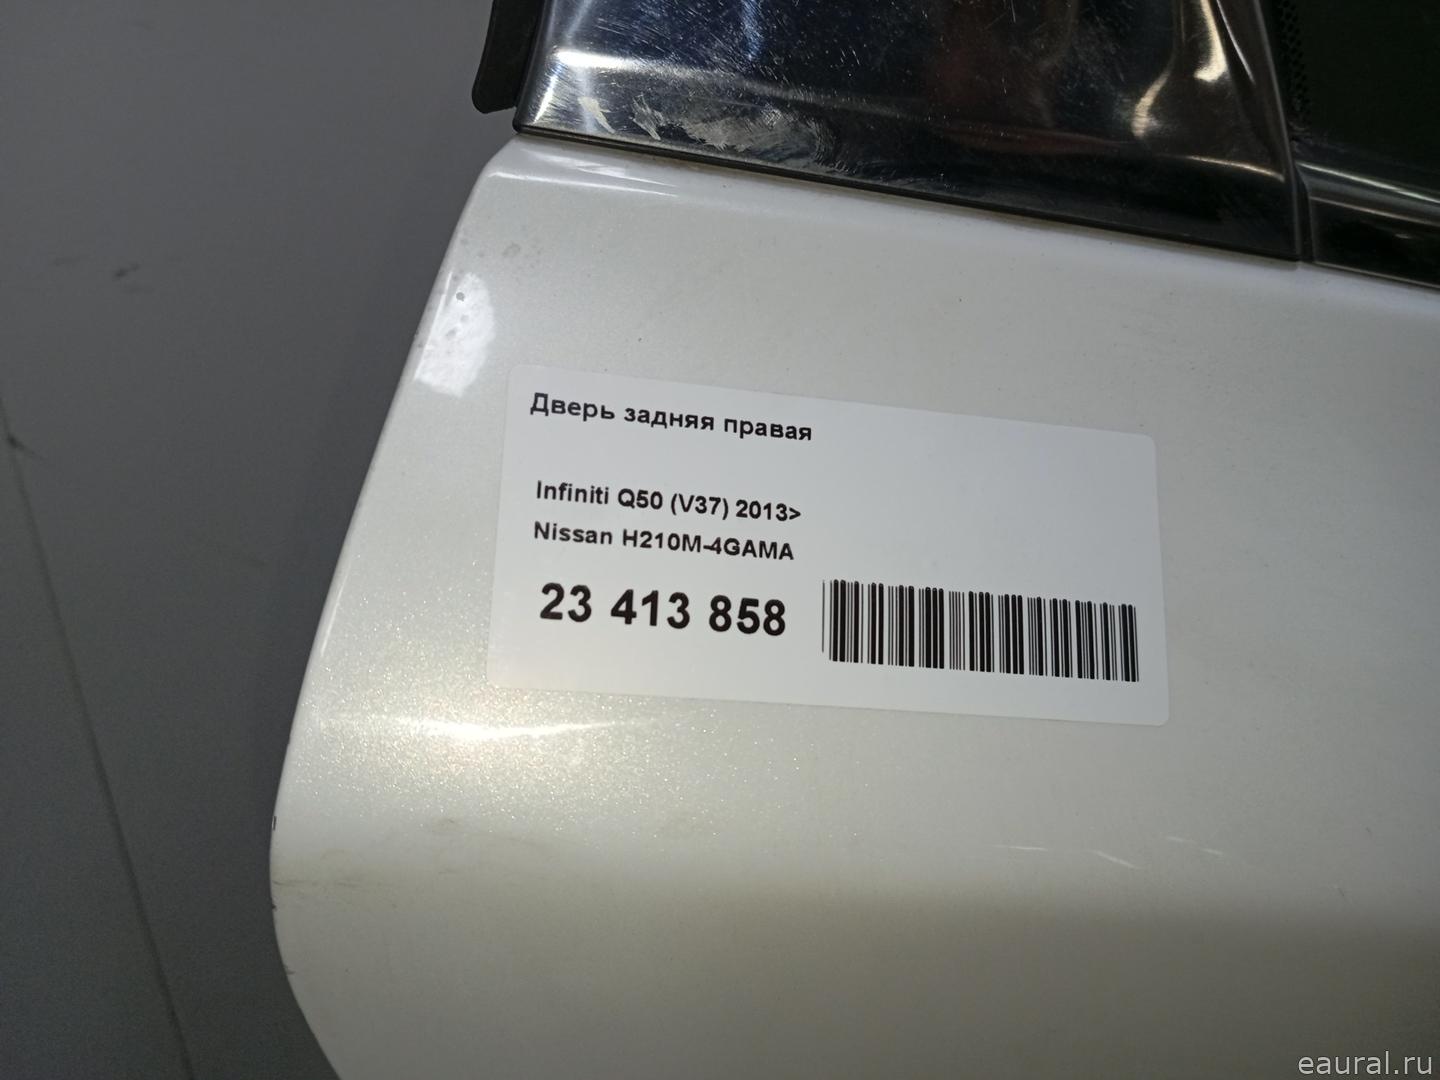 Дверь задняя правая
Infiniti Q50 (V37) 2013>
Nissan H210M-4GAMA
23 413 858
eaural.ru